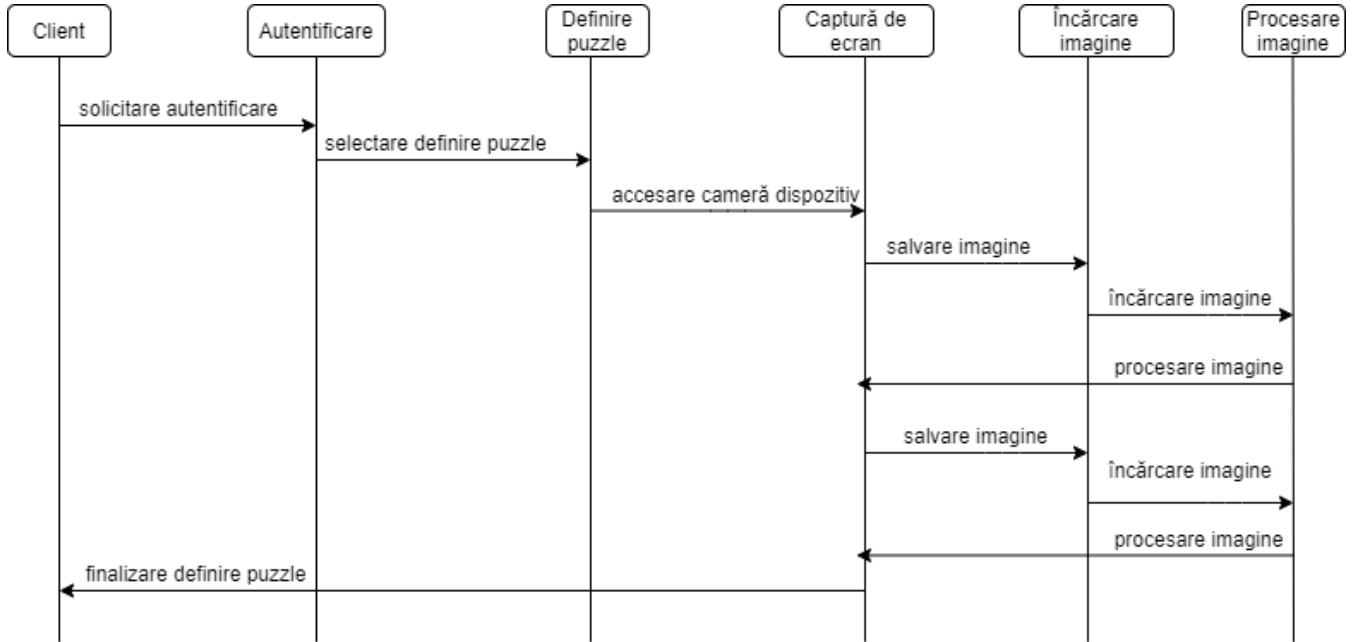 Client
Autentificare
Definire
puzzle
Captură de
ecran
Încărcare
imagine
Procesare
imagine
solicitare autentificare
selectare definire puzzle
accesare cameră dispozitiv
salvare imagine
încărcare imagine
procesare imagine
salvare imagine
încărcare imagine
procesare imagine
finalizare definire puzzle